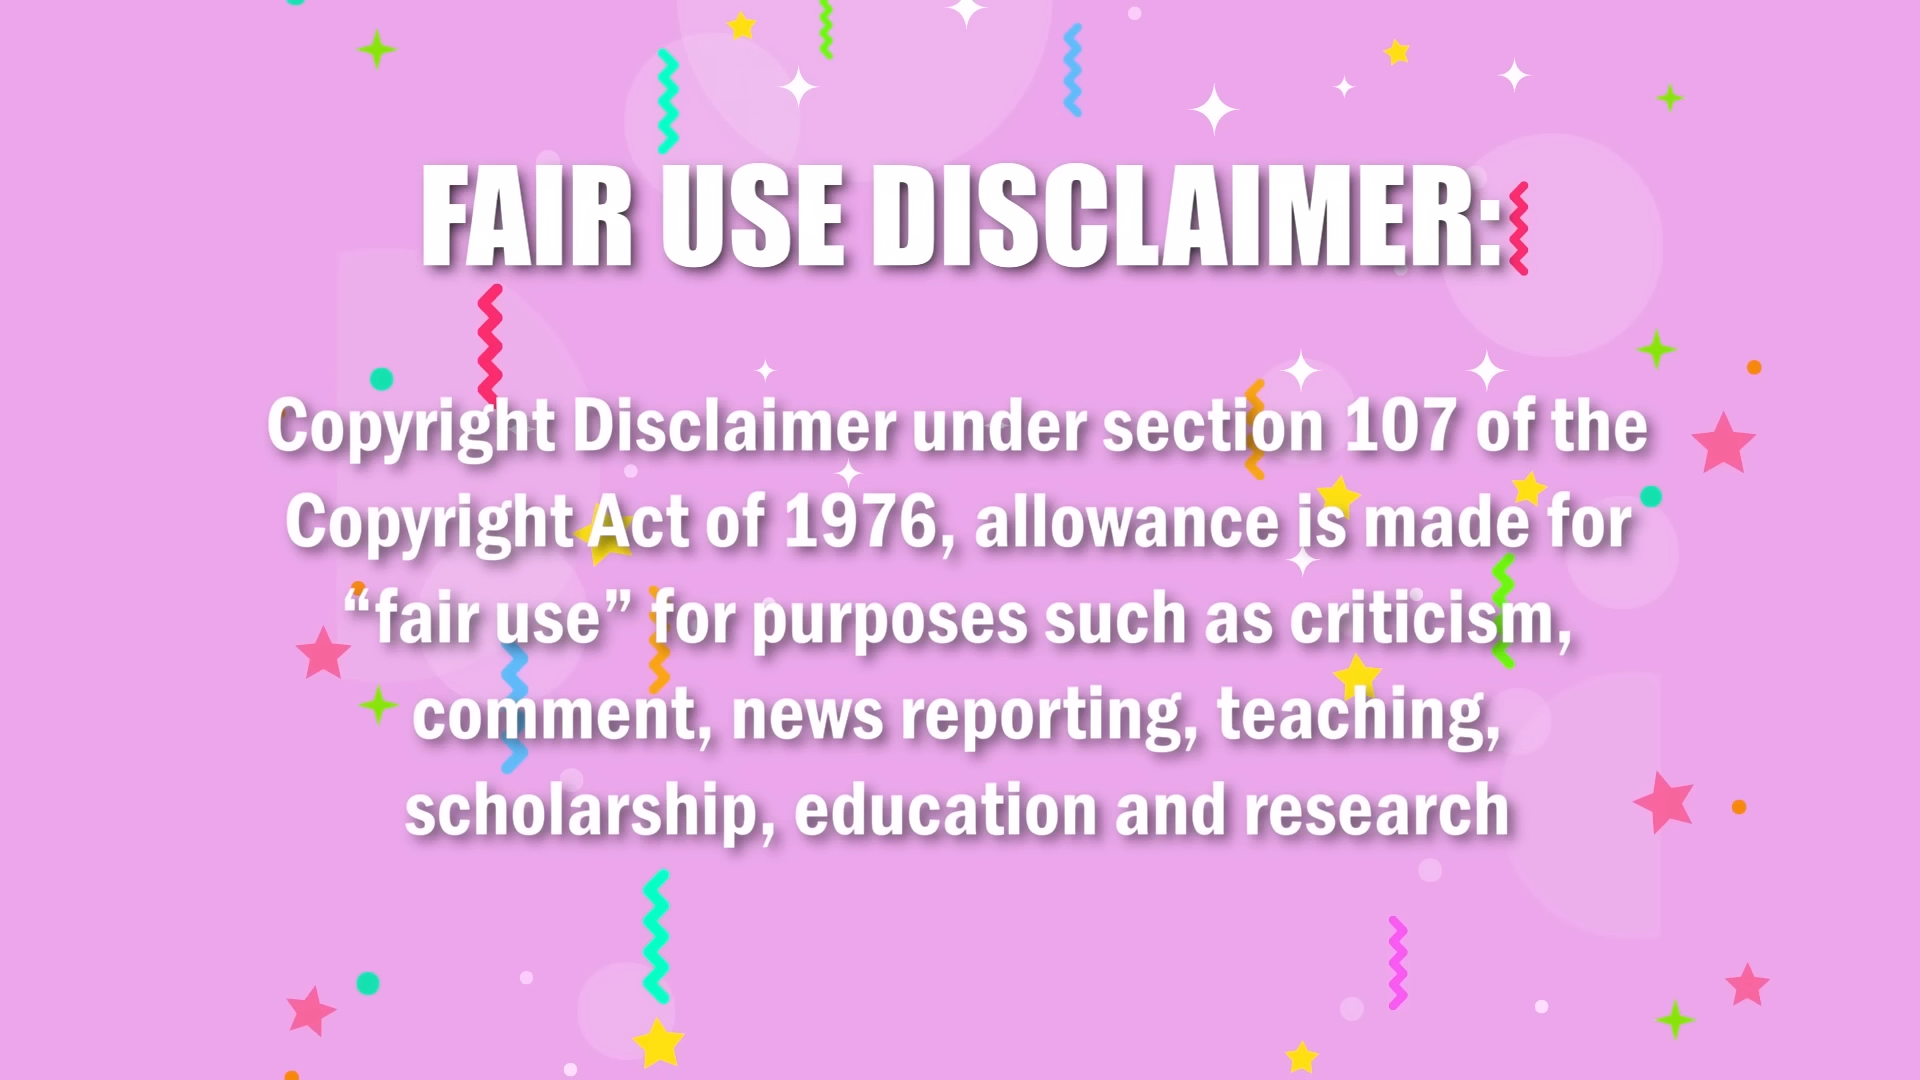 FAIR USE DISCLAIMER:
Copyright Disclaimer under section 107 of the
Copyright Act of 1976, allowance is made for
“fair use” for purposes such as criticism,
comment, news reporting, teaching,
scholarship, education and research